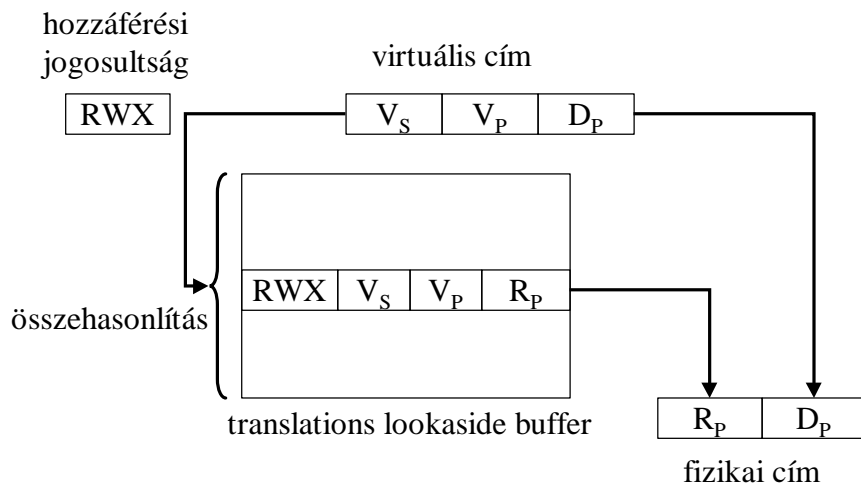 hozzáférési
jogosultság
virtuális cím
RWX
V_S V_P D_P
RWX V_S V_P R_P
összehasonlítás
translations lookaside buffer
R_P D_P
fizikai cím